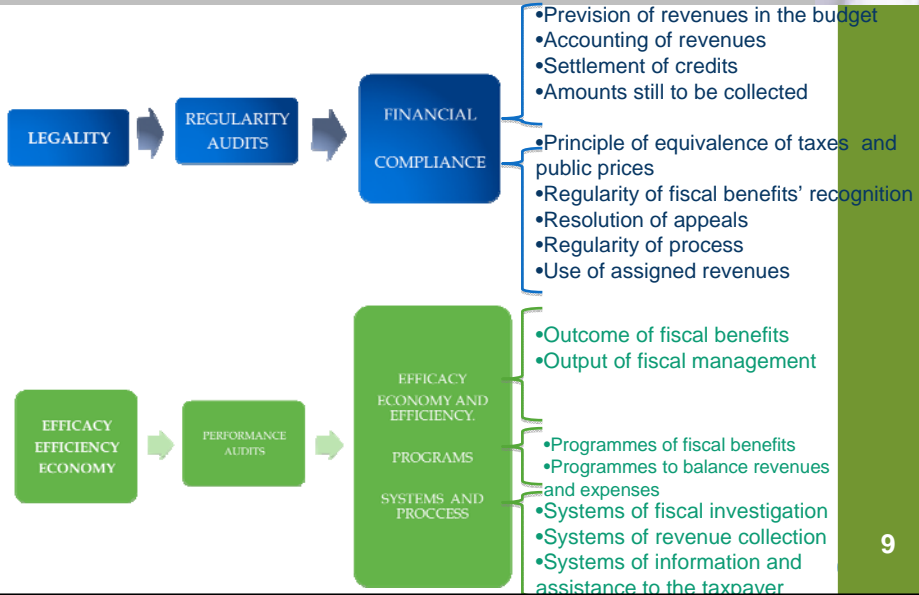 •Prevision of revenues in the budget
•Accounting of revenues
•Settlement of credits
•Amounts still to be collected
LEGALITY
REGULARITY
AUDITS
FINANCIAL
COMPLIANCE
•Principle of equivalence of taxes and
public prices
•Regularity of fiscal benefits’ recognition
•Resolution of appeals
•Regularity of process
•Use of assigned revenues
EFFICACY
EFFICIENCY
ECONOMY
PERFORMANCE
AUDITS
EFFICACY
ECONOMY AND
EFFICIENCY.
PROGRAMS
SYSTEMS AND
PROCCESS
•Outcome of fiscal benefits
•Output of fiscal management
•Programmes of fiscal benefits
•Programmes to balance revenues
and expenses
•Systems of fiscal investigation
•Systems of revenue collection
•Systems of information and
assistance to the taxpayer
9